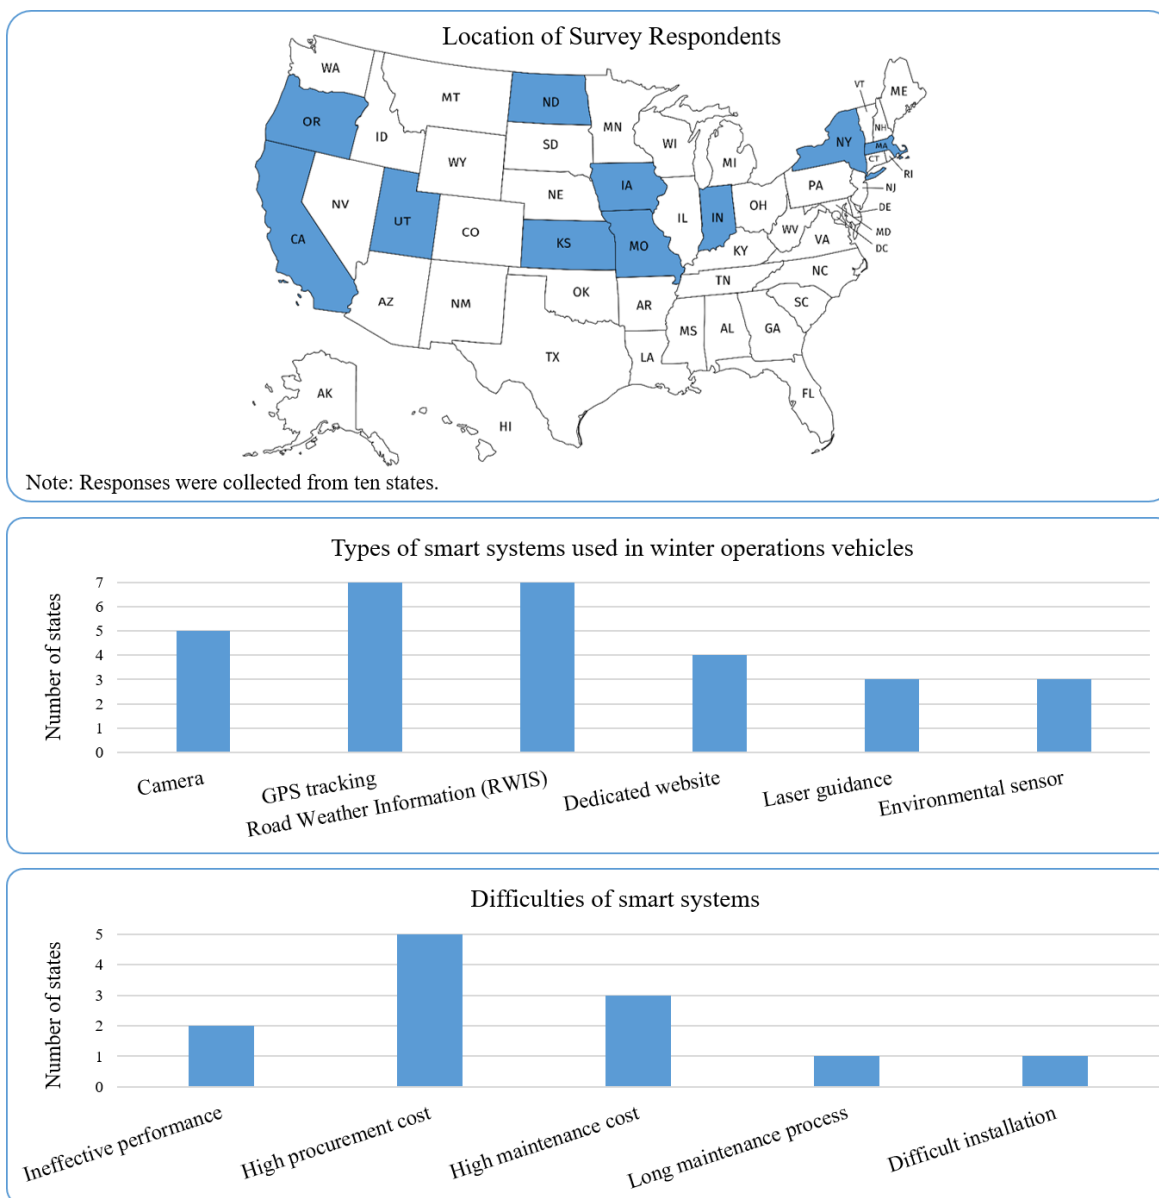 Location of Survey Respondents
WA
MT
ND
MN
VT
ME
OR
ID
SD
WI
MI
NY
NH
MA
CT
RI
WY
NE
IA
PA
NJ
NV
UT
CO
IL
IN
OH
DE
CA
KS
MO
WV
VA
MD
KY
DC
AZ
NM
OK
AR
TN
NC
SC
MS
AL
GA
TX
LA
AK
HI
FL
Note: Responses were collected from ten states.
Types of smart systems used in winter operations vehicles
Number of states
7
6
5
4
3
2
1
0
Camera
GPS tracking
Road Weather Information (RWIS)
Dedicated website
Laser guidance
Environmental sensor
Difficulties of smart systems
Number of states
5
4
3
2
1
0
Ineffective performance
High procurement cost
High maintenance cost
Long maintenance process
Difficult installation